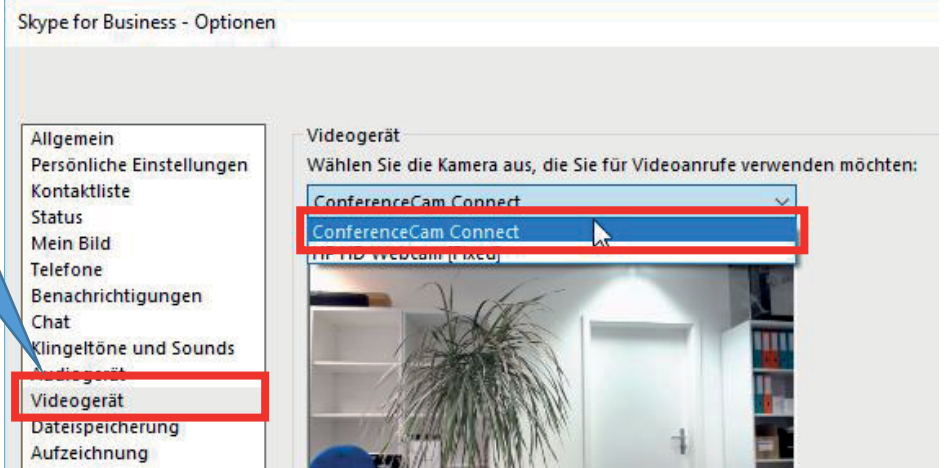 Skype for Business - Optionen
Allgemein
Persönliche Einstellungen
Kontaktliste
Status
Mein Bild
Telefone
Benachrichtigungen
Chat
Klingeltöne und Sounds
Audiogerät
Videogerät
Dateispeicherung
Aufzeichnung
Videogerät
Wählen Sie die Kamera aus, die Sie für Videoanrufe verwenden möchten:
ConferenceCam Connect
ConferenceCam Connect
HP HD Webcam [Fixed]